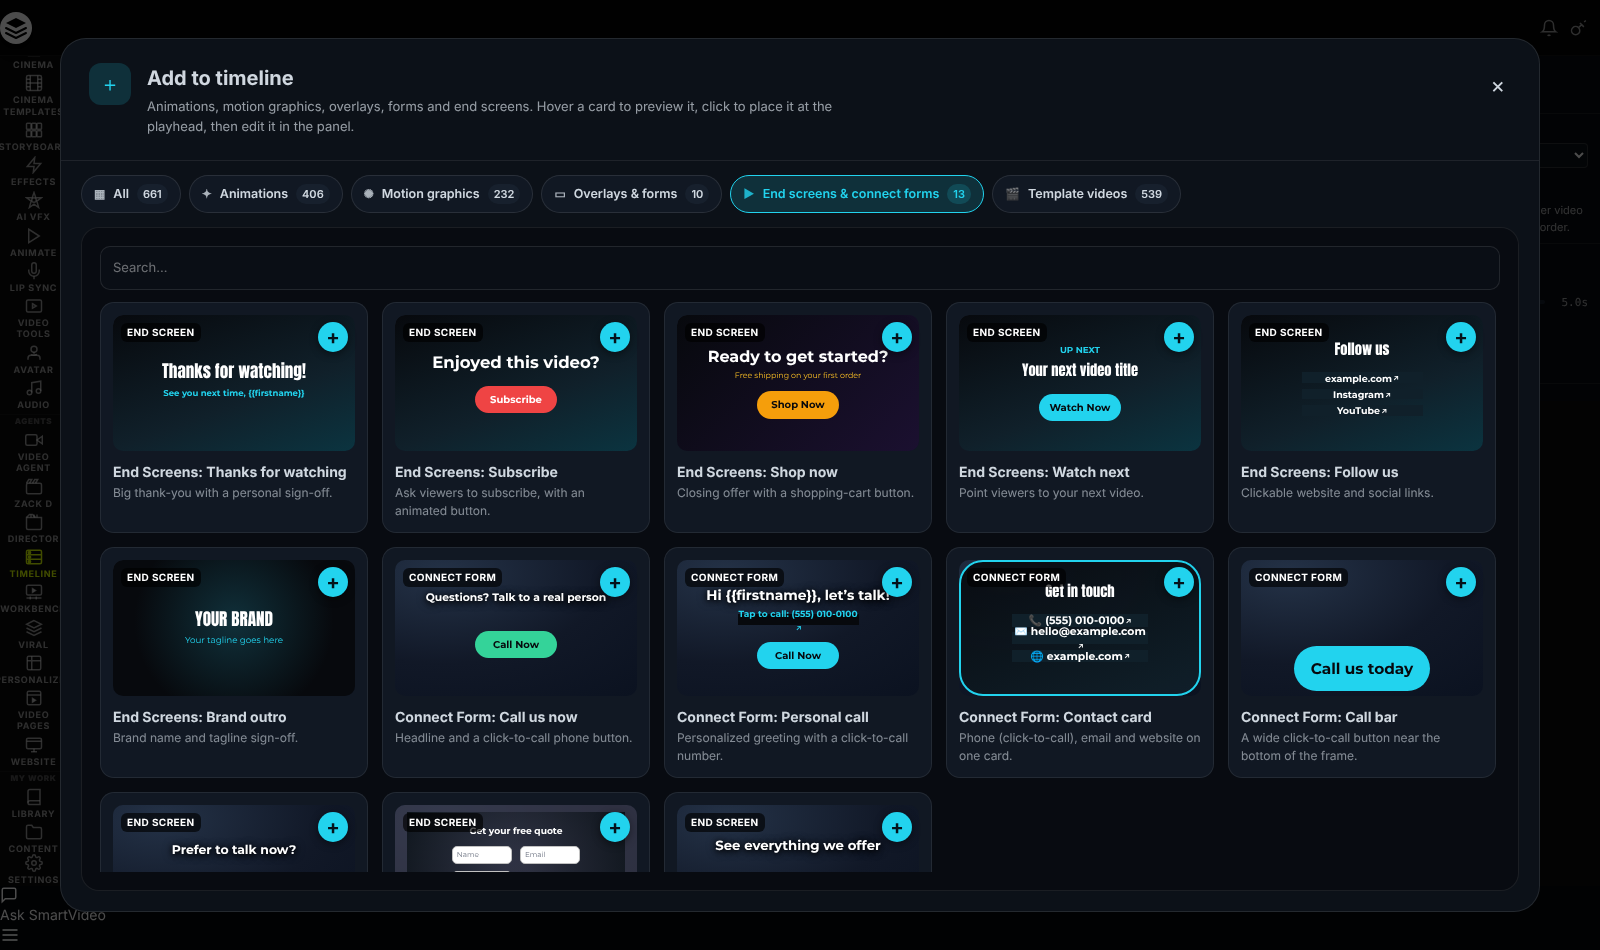 CINEMA
CINEMA
TEMPLATES
STORYBOAR
EFFECTS
AI VFX
ANIMATE
LIP SYNC
VIDEO
TOOLS
AVATAR
AUDIO
AGENTS
VIDEO
AGENT
ZACK D
DIRECTOR
TIMELINE
WORKBENC
VIRAL
PERSONALIZ
VIDEO
PAGES
WEBSITE
MY WORK
LIBRARY
CONTENT
SETTINGS
Ask SmartVideo
Add to timeline
Animations, motion graphics, overlays, forms and end screens. Hover a card to preview it, click to place it at the
playhead, then edit it in the panel.
All 661
Animations 406
Motion graphics 232
Overlays & forms 10
End screens & connect forms 13
Template videos 539
er video
order.
5.0s
Search...
END SCREEN
Thanks for watching!
See you next time, {{firstname}}
End Screens: Thanks for watching
Big thank-you with a personal sign-off.
END SCREEN
Enjoyed this video?
Subscribe
End Screens: Subscribe
Ask viewers to subscribe, with an
animated button.
END SCREEN
Ready to get started?
Free shipping on your first order
Shop Now
End Screens: Shop now
Closing offer with a shopping-cart button.
END SCREEN
UP NEXT
Your next video title
Watch Now
End Screens: Watch next
Point viewers to your next video.
END SCREEN
Follow us
example.com↗
Instagram↗
YouTube↗
End Screens: Follow us
Clickable website and social links.
END SCREEN
YOUR BRAND
Your tagline goes here
End Screens: Brand outro
Brand name and tagline sign-off.
CONNECT FORM
Questions? Talk to a real person
Call Now
Connect Form: Call us now
Headline and a click-to-call phone button.
CONNECT FORM
Hi {{firstname}}, let's talk!
Tap to call: (555) 010-0100
↗
Call Now
Connect Form: Personal call
Personalized greeting with a click-to-call
number.
CONNECT FORM
Get in touch
📞 (555) 010-0100↗
✉️ hello@example.com
↗
🌐 example.com↗
Connect Form: Contact card
Phone (click-to-call), email and website on
one card.
CONNECT FORM
Call us today
Connect Form: Call bar
A wide click-to-call button near the
bottom of the frame.
END SCREEN
Prefer to talk now?
END SCREEN
Get your free quote
Name
Email
END SCREEN
See everything we offer